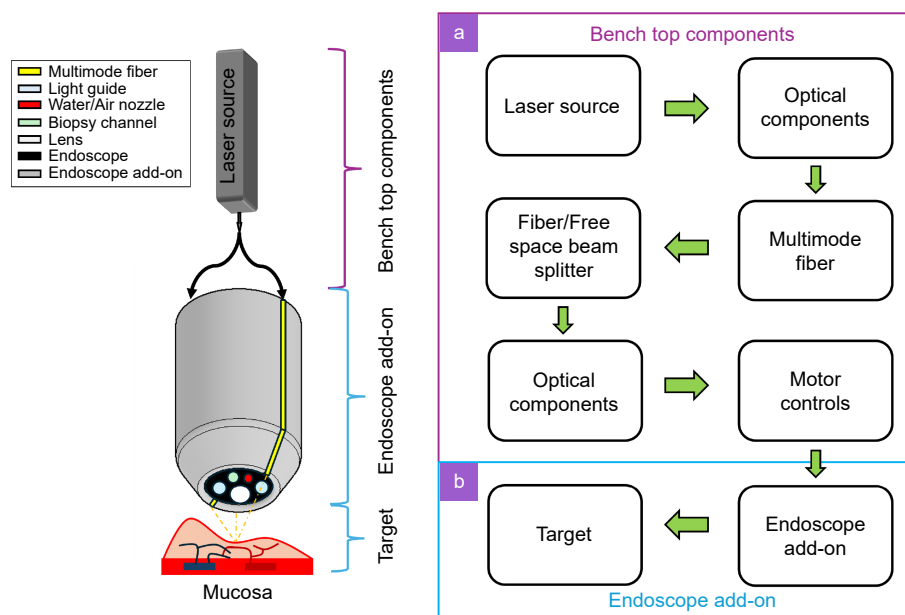 Multimode fiber
Light guide
Water/Air nozzle
Biopsy channel
Lens
Endoscope
Endoscope add-on
Laser source
Bench top components
Endoscope add-on
Target
Mucosa
a
Bench top components
Laser source
Optical
components
Fiber/Free
space beam
splitter
Multimode
fiber
Optical
components
Motor
controls
b
Target
Endoscope
add-on
Endoscope add-on